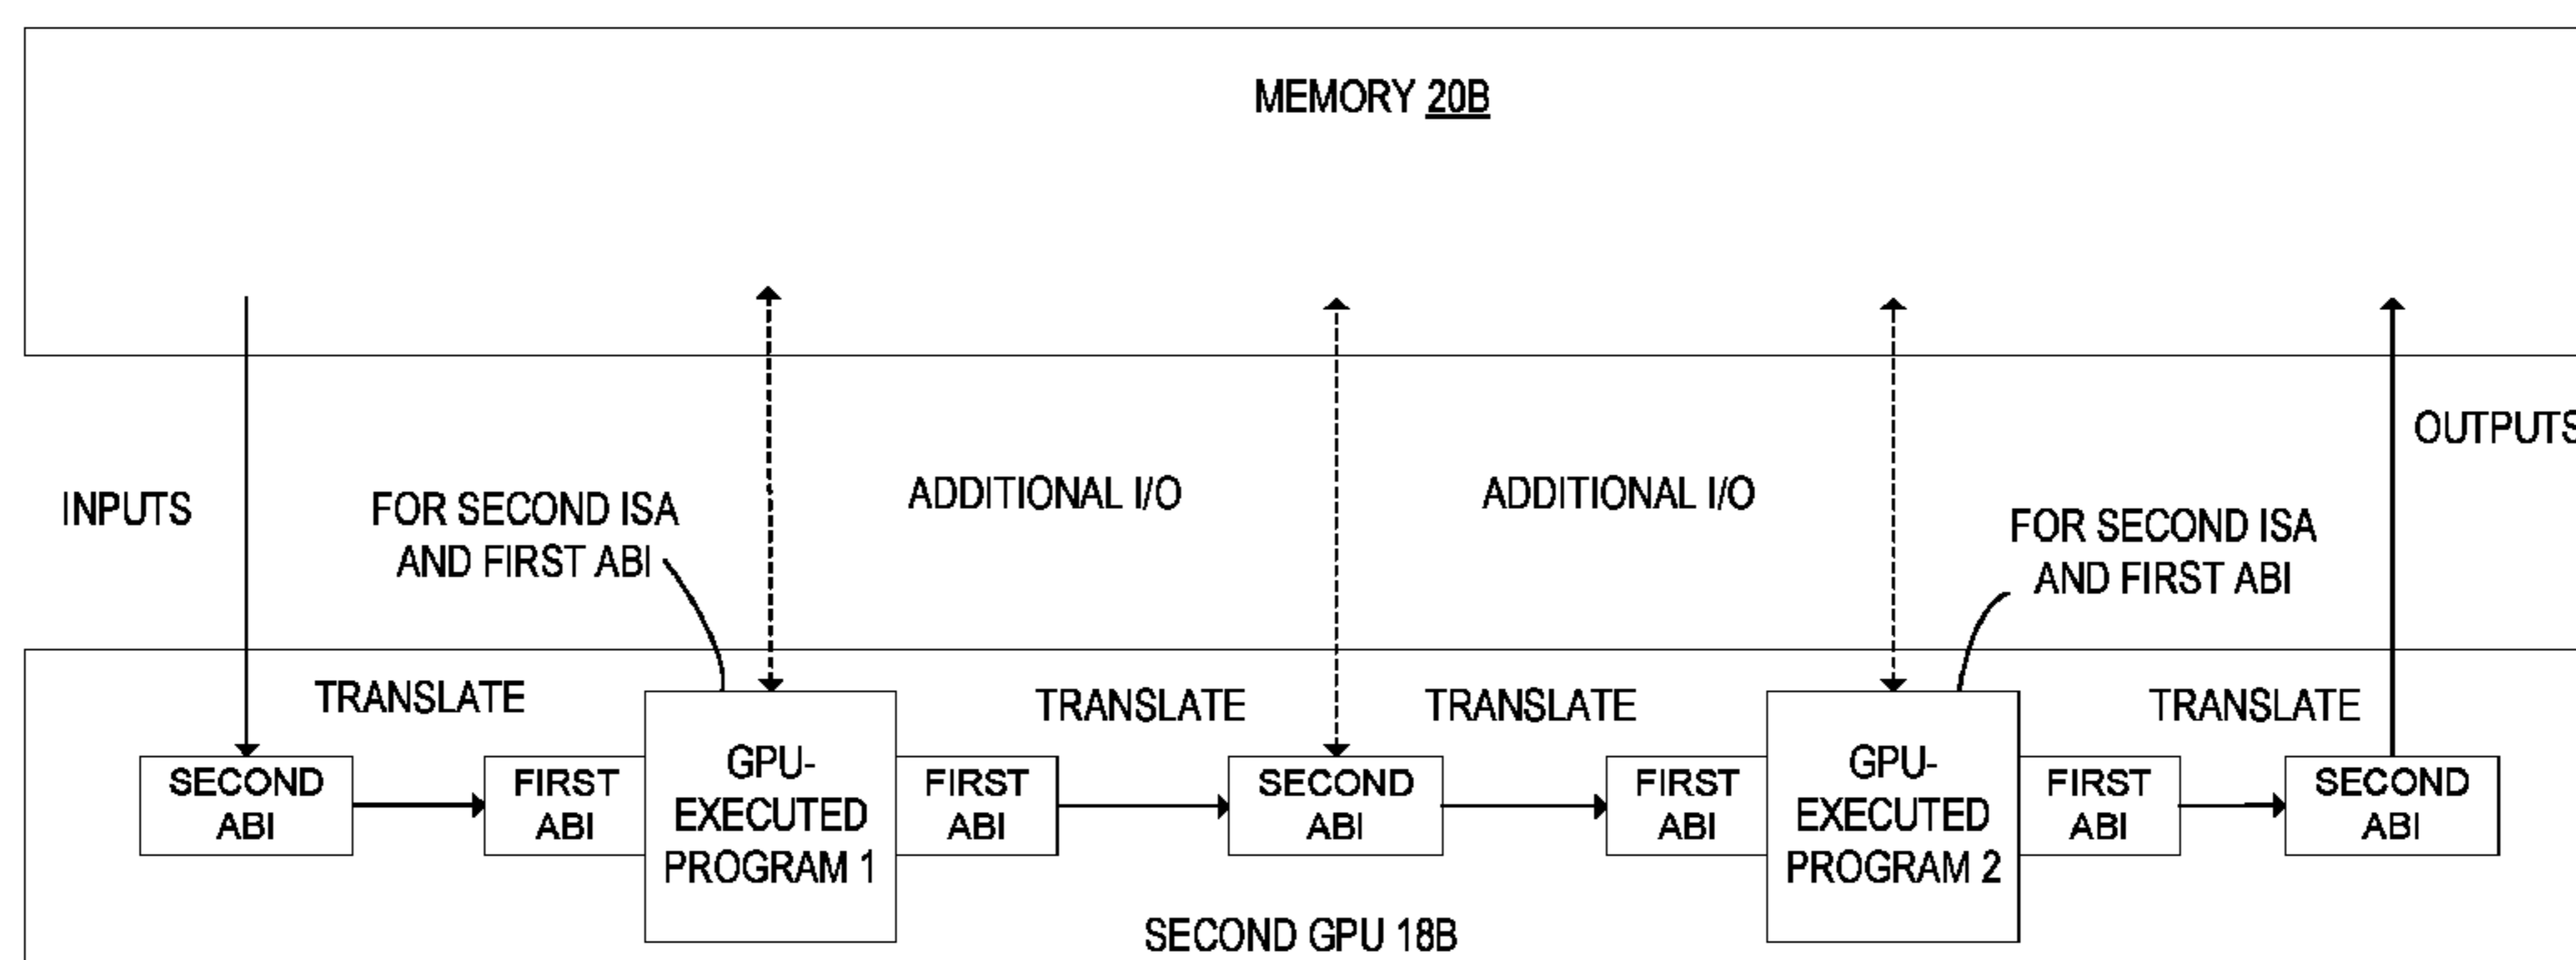 MEMORY 20B
OUTPUTS
INPUTS
FOR SECOND ISA
AND FIRST ABI
ADDITIONAL I/O
ADDITIONAL I/O
FOR SECOND ISA
AND FIRST ABI
TRANSLATE
TRANSLATE
TRANSLATE
TRANSLATE
SECOND
ABI
FIRST
ABI
GPU-
EXECUTED
PROGRAM 1
FIRST
ABI
SECOND
ABI
FIRST
ABI
GPU-
EXECUTED
PROGRAM 2
FIRST
ABI
SECOND
ABI
SECOND GPU 18B